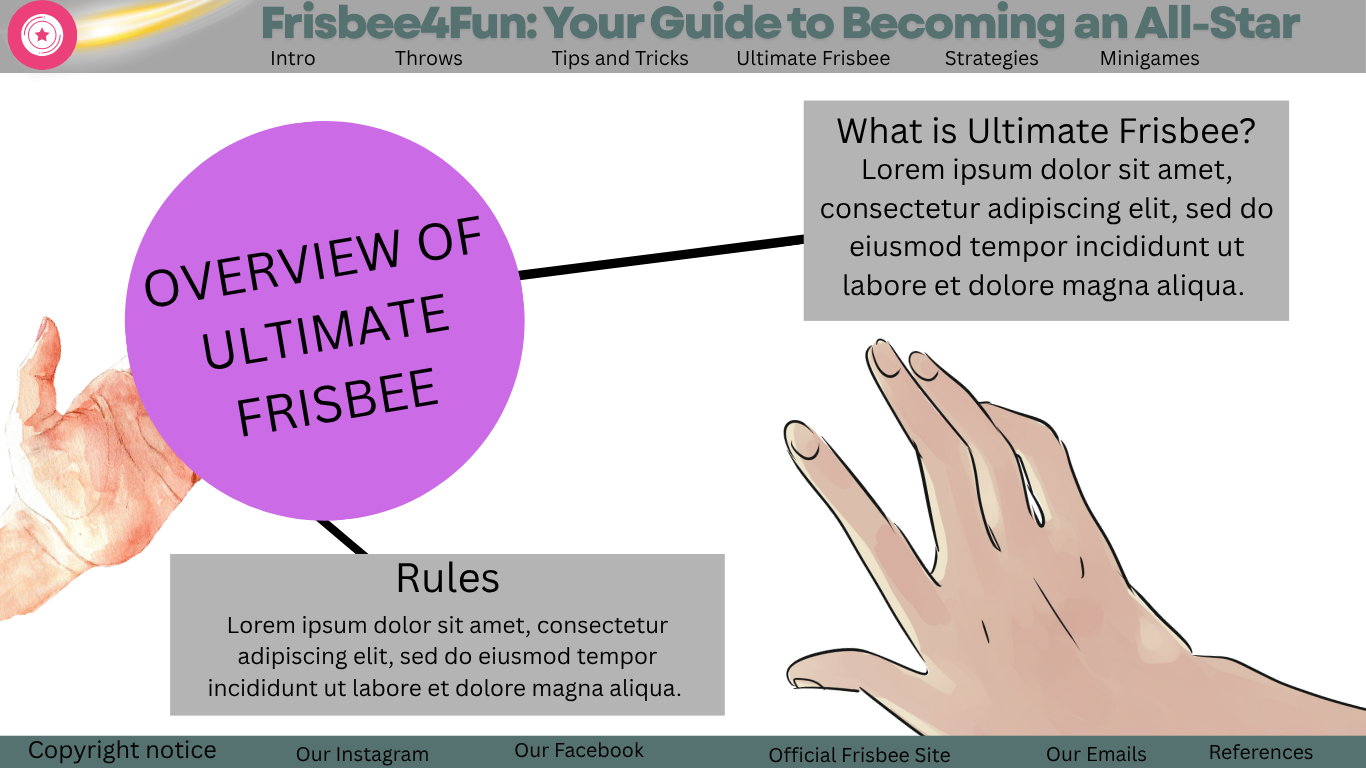 Frisbee4Fun: Your Guide to Becoming an All-Star
Intro Throws Tips and Tricks Ultimate Frisbee Strategies Minigames
OVERVIEW OF
ULTIMATE
FRISBEE
What is Ultimate Frisbee?
Lorem ipsum dolor sit amet,
consectetur adipiscing elit, sed do
eiusmod tempor incididunt ut
labore et dolore magna aliqua.
Rules
Lorem ipsum dolor sit amet, consectetur
adipiscing elit, sed do eiusmod tempor
incididunt ut labore et dolore magna aliqua.
Copyright notice Our Instagram Our Facebook Official Frisbee Site Our Emails References